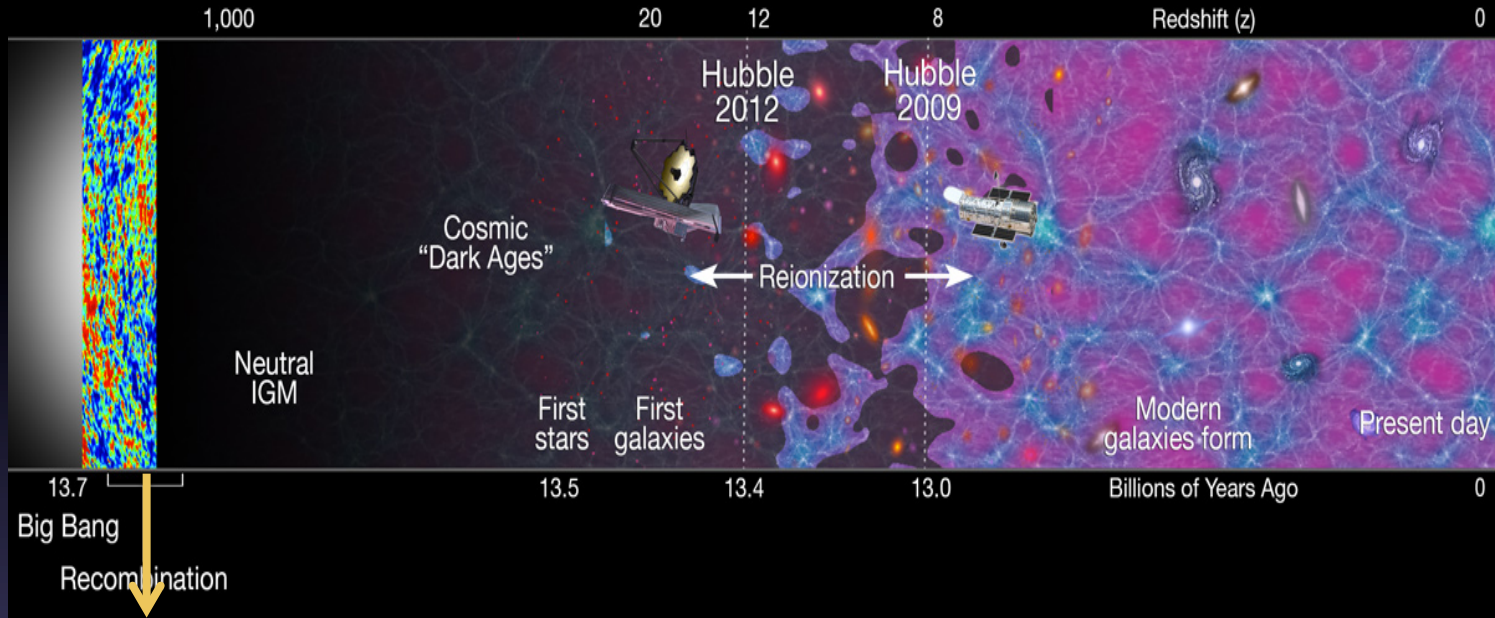 1,000 20 12 8 Redshift (z) 0
Hubble
2012
Hubble
2009
Cosmic
“Dark Ages”
Reionization
Neutral
IGM
First
stars
First
galaxies
Modern
galaxies form
Present day
13.7 13.5 13.4 13.0 Billions of Years Ago 0
Big Bang
Recombination